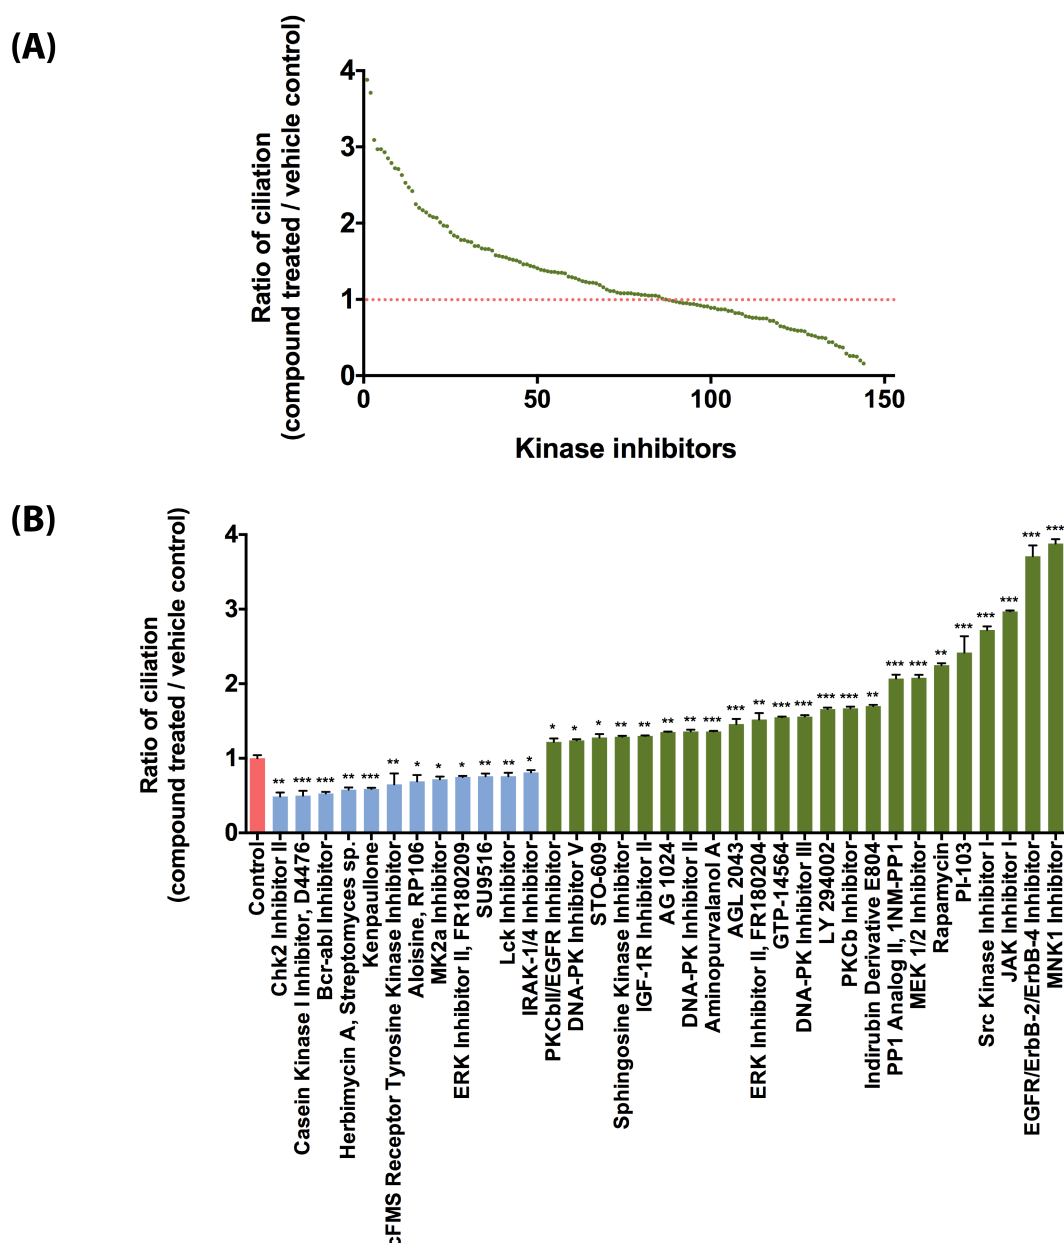 (A)
Ratio of ciliation
(compound treated / vehicle control)
4
3
2
1
0
0 50 100 150
Kinase inhibitors
(B)
Ratio of ciliation
(compound treated / vehicle control)
4
3
2
1
0
** *** *** ** *** ** * * * ** ** * * * * ** ** ** ** *** *** ** *** *** *** *** ** *** *** ** *** *** *** *** ***
Control
Chk2 Inhibitor II
Casein Kinase I Inhibitor, D4476
Bcr-abl Inhibitor
Herbimycin A, Streptomyces sp.
Kenpaullone
cFMS Receptor Tyrosine Kinase Inhibitor
Aloisine, RP106
MK2a Inhibitor
ERK Inhibitor II, FR180209
SU9516
Lck Inhibitor
IRAK-1/4 Inhibitor
PKCbII/EGFR Inhibitor
DNA-PK Inhibitor V
STO-609
Sphingosine Kinase Inhibitor
IGF-1R Inhibitor II
AG 1024
DNA-PK Inhibitor II
Aminopurvalanol A
AGL 2043
ERK Inhibitor II, FR180204
GTP-14564
DNA-PK Inhibitor III
LY 294002
PKCb Inhibitor
Indirubin Derivative E804
PP1 Analog II, 1NM-PP1
MEK 1/2 Inhibitor
Rapamycin
PI-103
Src Kinase Inhibitor I
JAK Inhibitor I
EGFR/ErbB-2/ErbB-4 Inhibitor
MNK1 Inhibitor